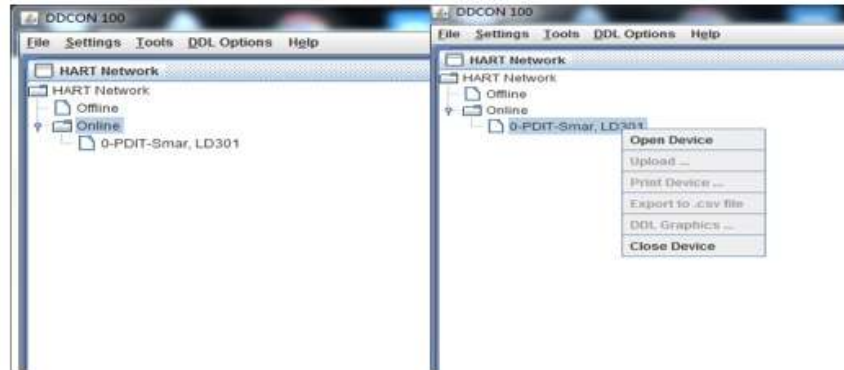 DDCON 100
File Settings Tools DDL Options Help
HART Network
HART Network
Offline
Online
0-PDIT-Smar, LD301
DDCON 100
File Settings Tools DDL Options Help
HART Network
HART Network
Offline
Online
0-PDIT-Smar, LD301
Open Device
Upload ...
Print Device ...
Export to .csv file
DDL Graphics ...
Close Device